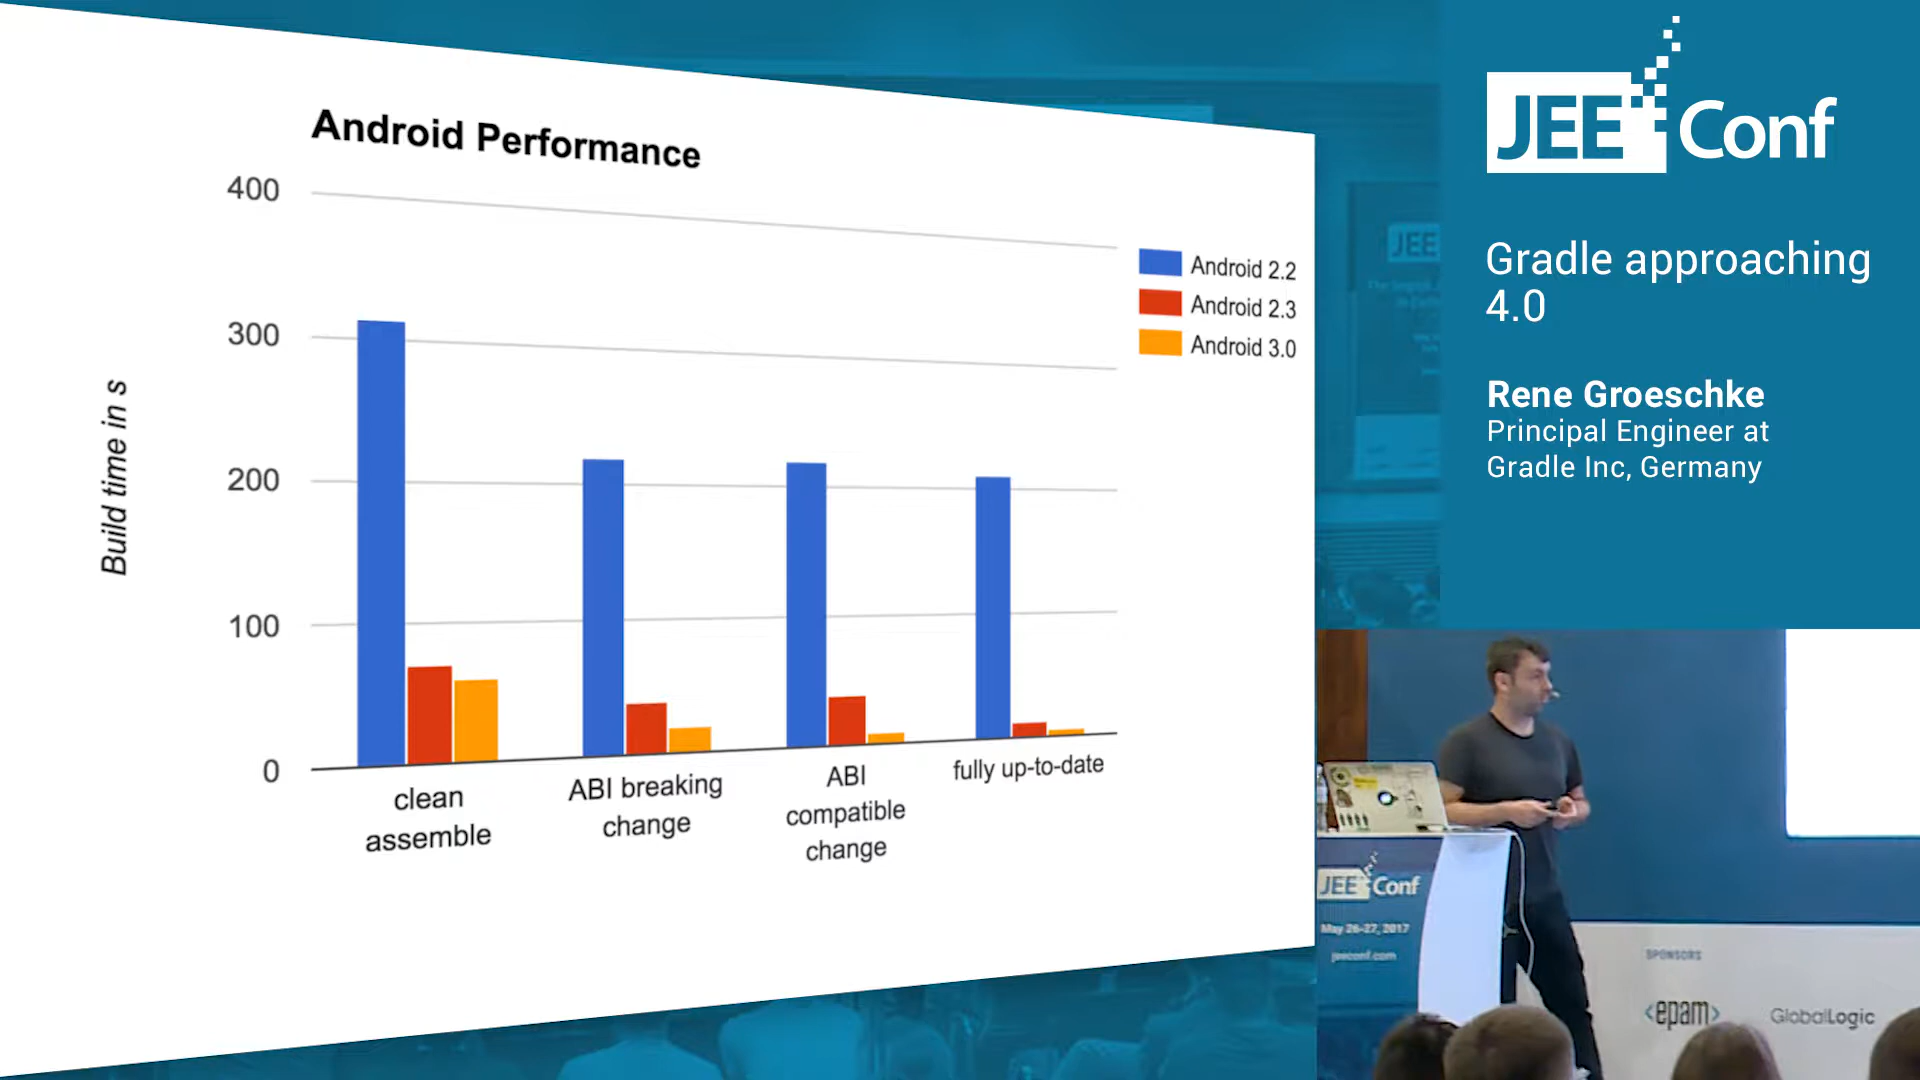 Android Performance
400
300
200
100
0
Build time in s
clean
assemble
ABI breaking
change
ABI
compatible
change
fully up-to-date
Android 2.2
Android 2.3
Android 3.0
JEE Conf
Gradle approaching
4.0
Rene Groeschke
Principal Engineer at
Gradle Inc, Germany
JEE
JEE Conf
May 26-27, 2017
jeeconf.com
SPONSORS
<epam>
GlobalLogic